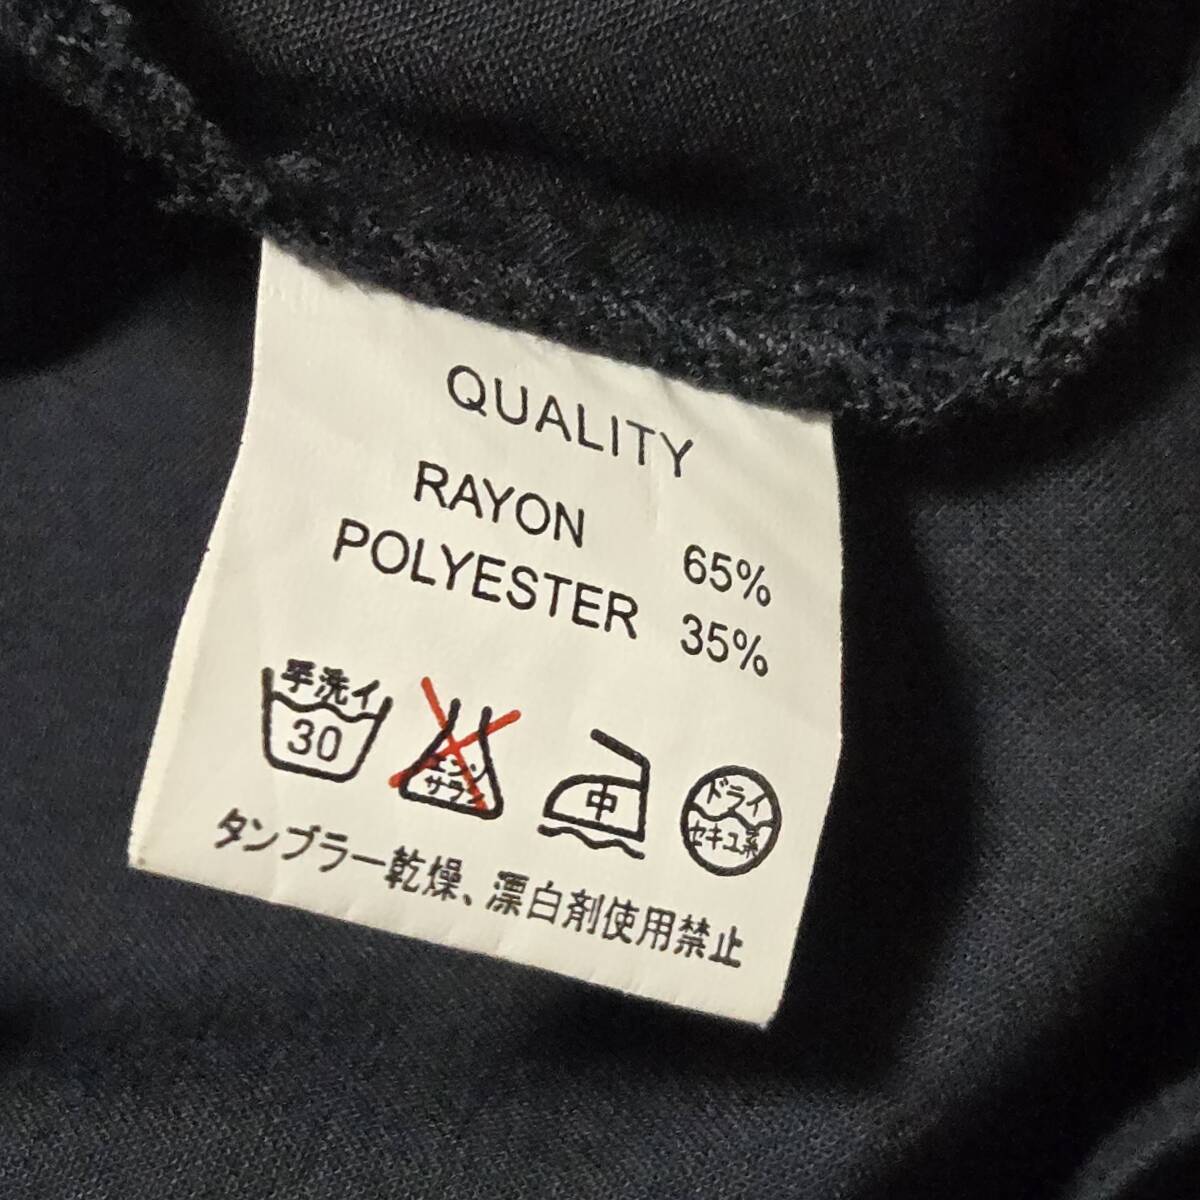 QUALITY
RAYON 65%
POLYESTER 35%
手洗イ
30
エンソ
サラシ
中
ドライ
セキユ系
タンブラー乾燥、漂白剤使用禁止